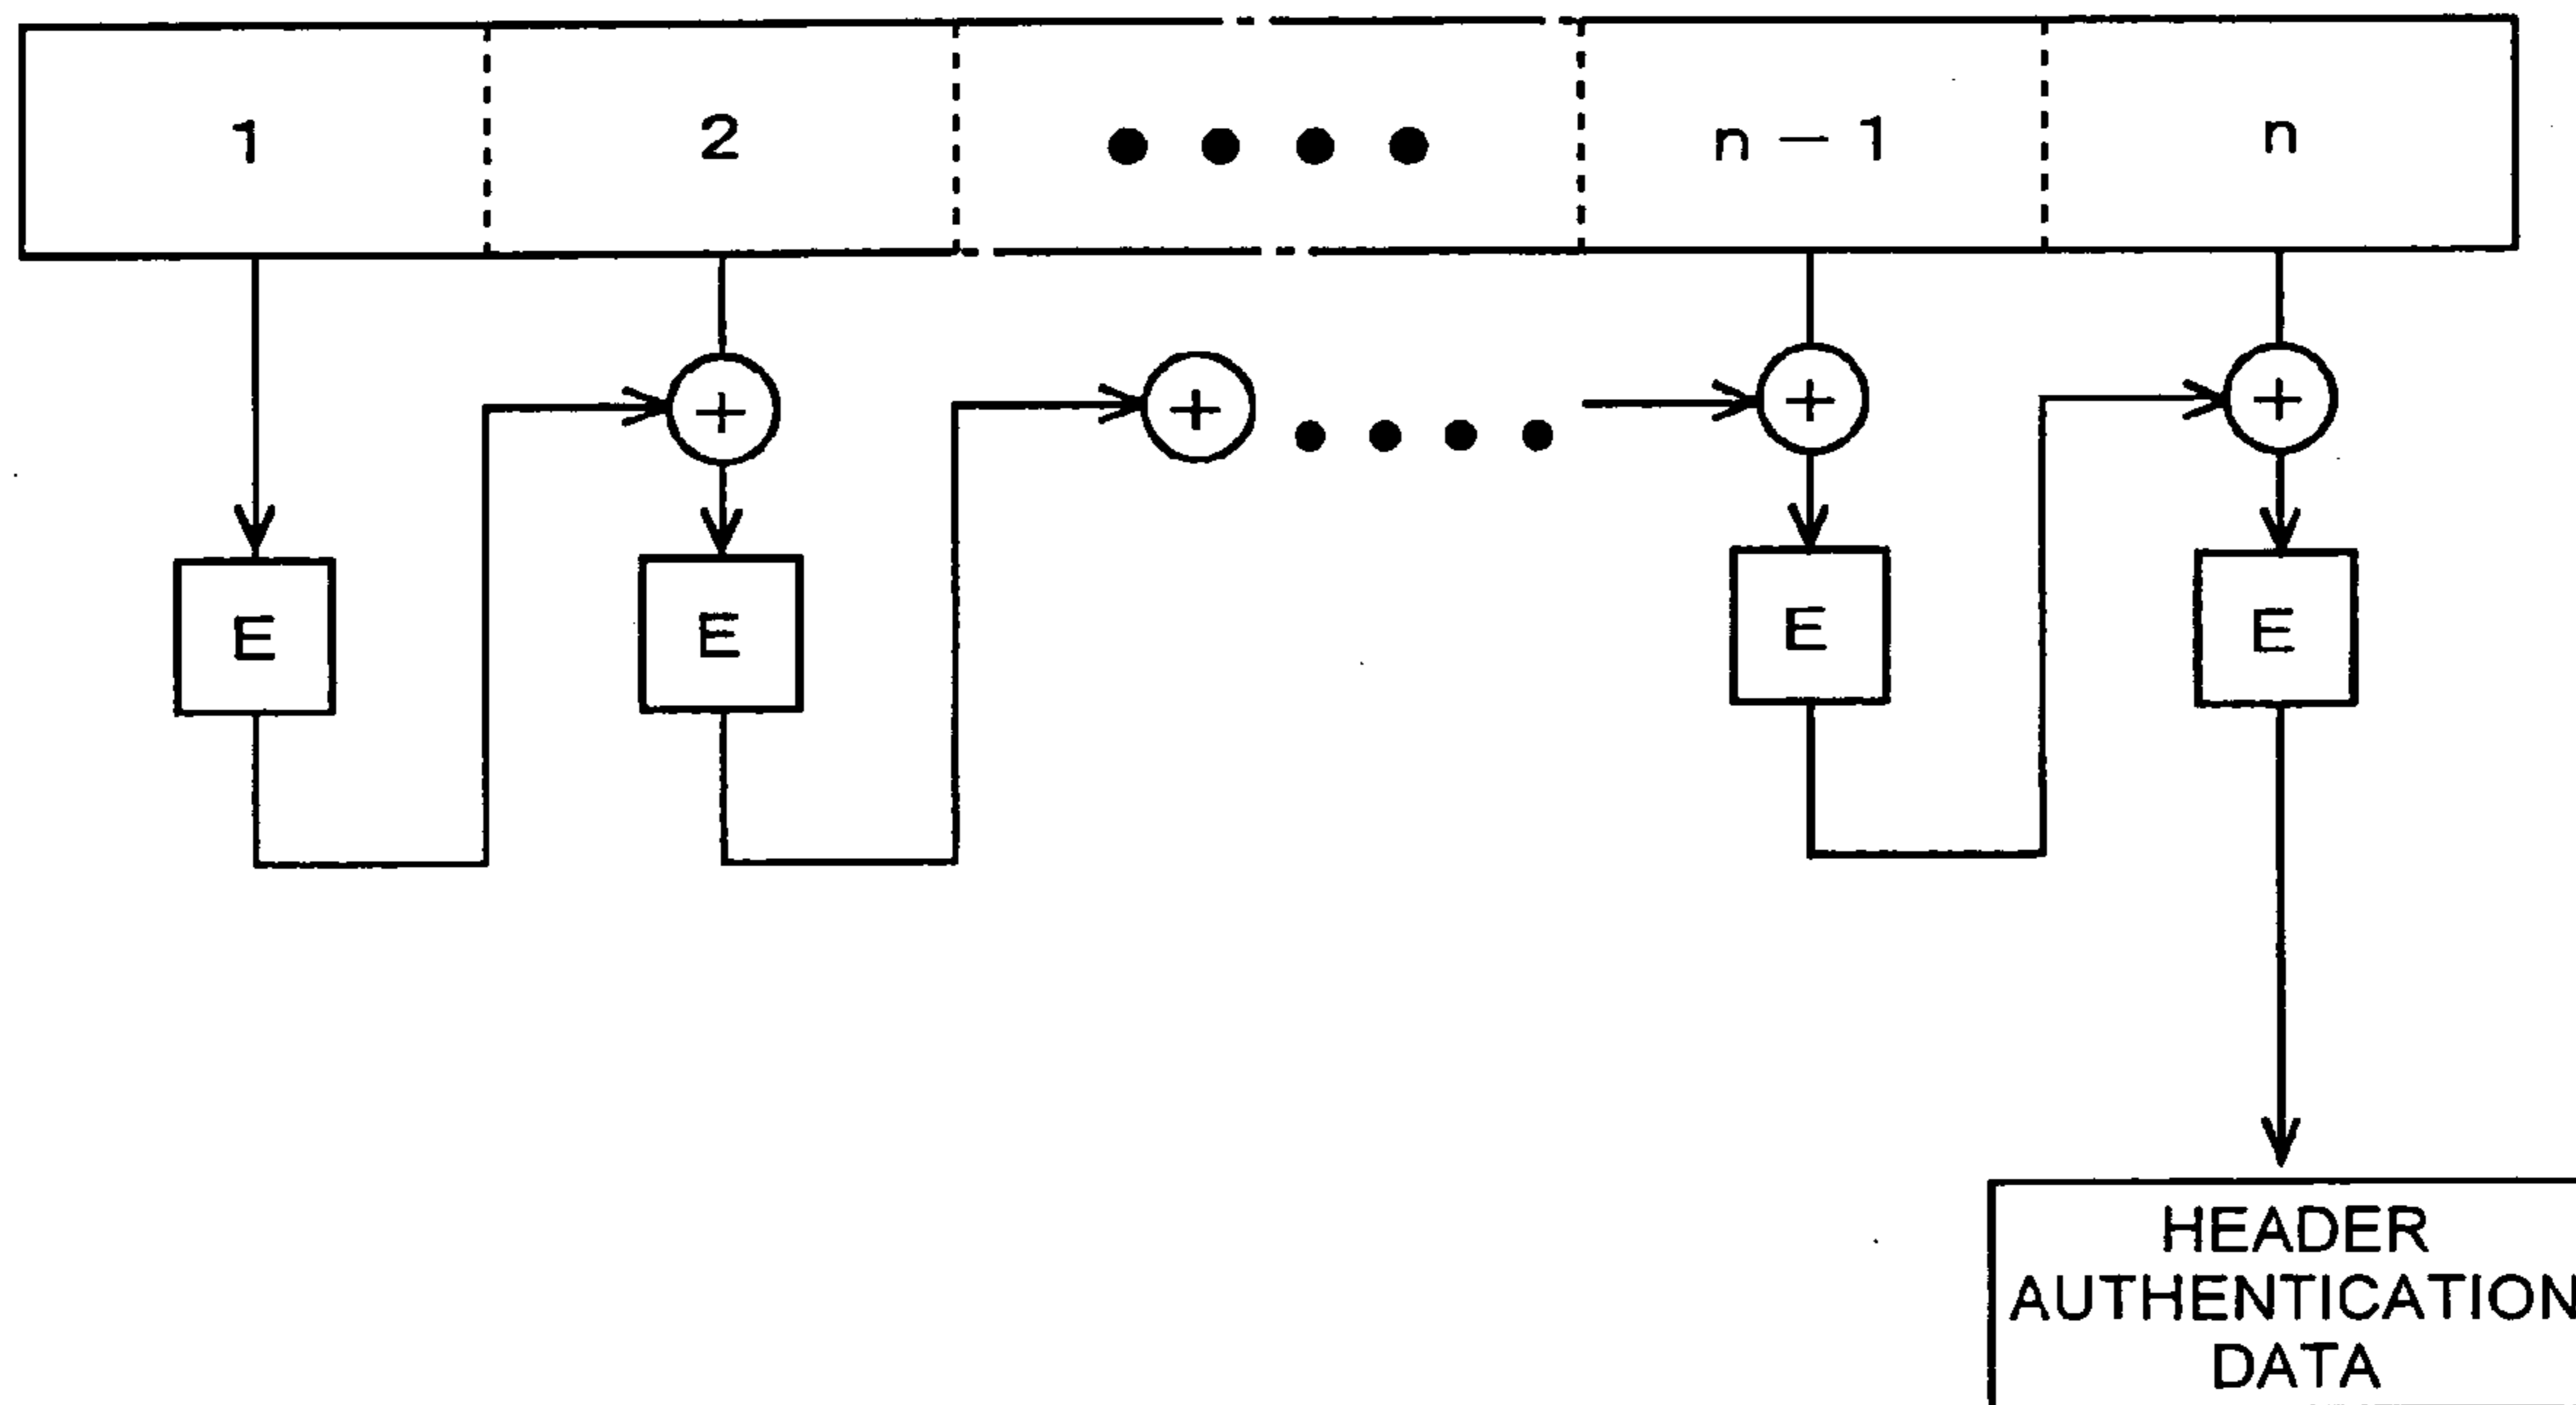 1 2 •••• n-1 n
+ + •••• + +
E E E E
HEADER
AUTHENTICATION
DATA